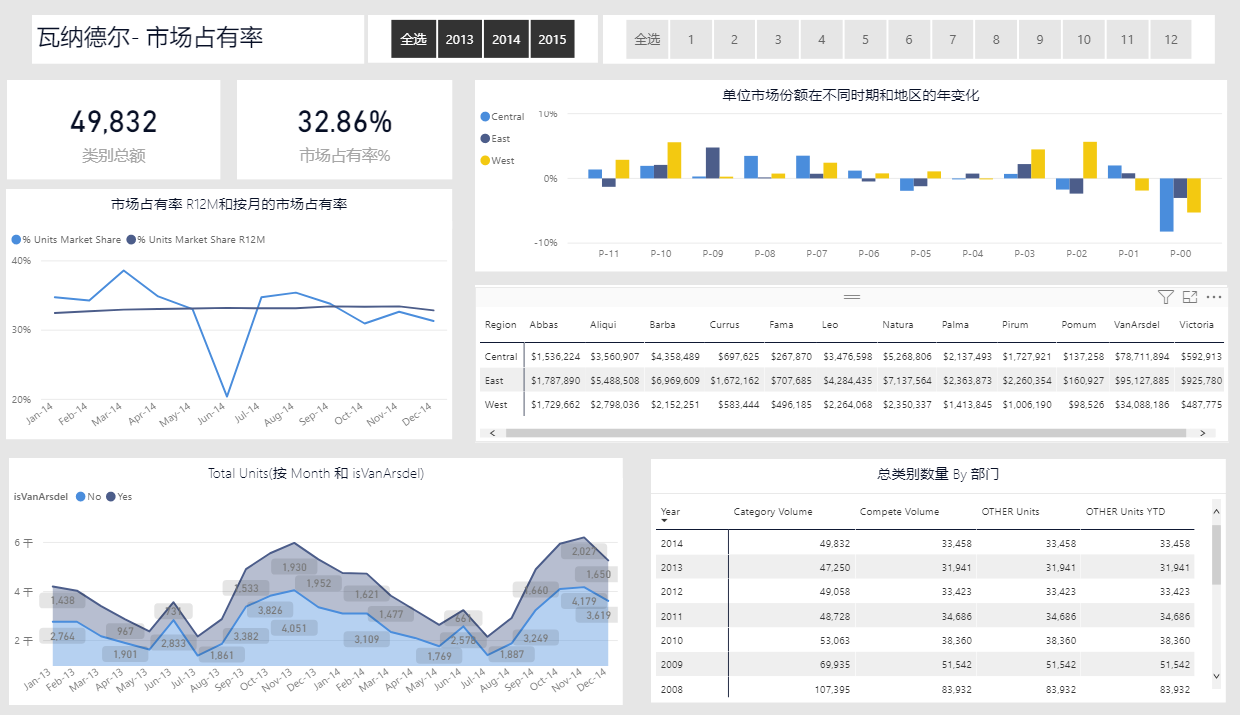 瓦纳德尔- 市场占有率
全选 2013 2014 2015
全选 1 2 3 4 5 6 7 8 9 10 11 12
49,832
类别总额
32.86%
市场占有率%
单位市场份额在不同时期和地区的年变化
Central
East
West
10%
0%
-10%
P-11 P-10 P-09 P-08 P-07 P-06 P-05 P-04 P-03 P-02 P-01 P-00
市场占有率 R12M和按月的市场占有率
% Units Market Share % Units Market Share R12M
40%
30%
20%
Jan-14 Feb-14 Mar-14 Apr-14 May-14 Jun-14 Jul-14 Aug-14 Sep-14 Oct-14 Nov-14 Dec-14
Region Abbas Aliqui Barba Currus Fama Leo Natura Palma Pirum Pomum VanArsdel Victoria
Central $1,536,224 $3,560,907 $4,358,489 $697,625 $267,870 $3,476,598 $5,268,806 $2,137,493 $1,727,921 $137,258 $78,711,894 $592,913
East $1,787,890 $5,488,508 $6,969,609 $1,672,162 $707,685 $4,284,435 $7,137,564 $2,363,873 $2,260,354 $160,927 $95,127,885 $925,780
West $1,729,662 $2,798,036 $2,152,251 $583,444 $496,185 $2,264,068 $2,350,337 $1,413,845 $1,006,190 $98,526 $34,088,186 $487,775
Total Units(按 Month 和 isVanArsdel)
isVanArsdel No Yes
6 千
4 千
2 千
1,438 967 731 1,533 1,930 1,952 1,621 1,477 661 1,660 2,027 1,650
2,764 1,901 2,833 1,861 3,382 3,826 4,051 3,109 1,769 2,578 1,887 3,249 4,179 3,619
Jan-13 Feb-13 Mar-13 Apr-13 May-13 Jun-13 Jul-13 Aug-13 Sep-13 Oct-13 Nov-13 Dec-13 Jan-14 Feb-14 Mar-14 Apr-14 May-14 Jun-14 Jul-14 Aug-14 Sep-14 Oct-14 Nov-14 Dec-14
总类别数量 By 部门
Year Category Volume Compete Volume OTHER Units OTHER Units YTD
2014 49,832 33,458 33,458 33,458
2013 47,250 31,941 31,941 31,941
2012 49,058 33,423 33,423 33,423
2011 48,728 34,686 34,686 34,686
2010 53,063 38,360 38,360 38,360
2009 69,935 51,542 51,542 51,542
2008 107,395 83,932 83,932 83,932